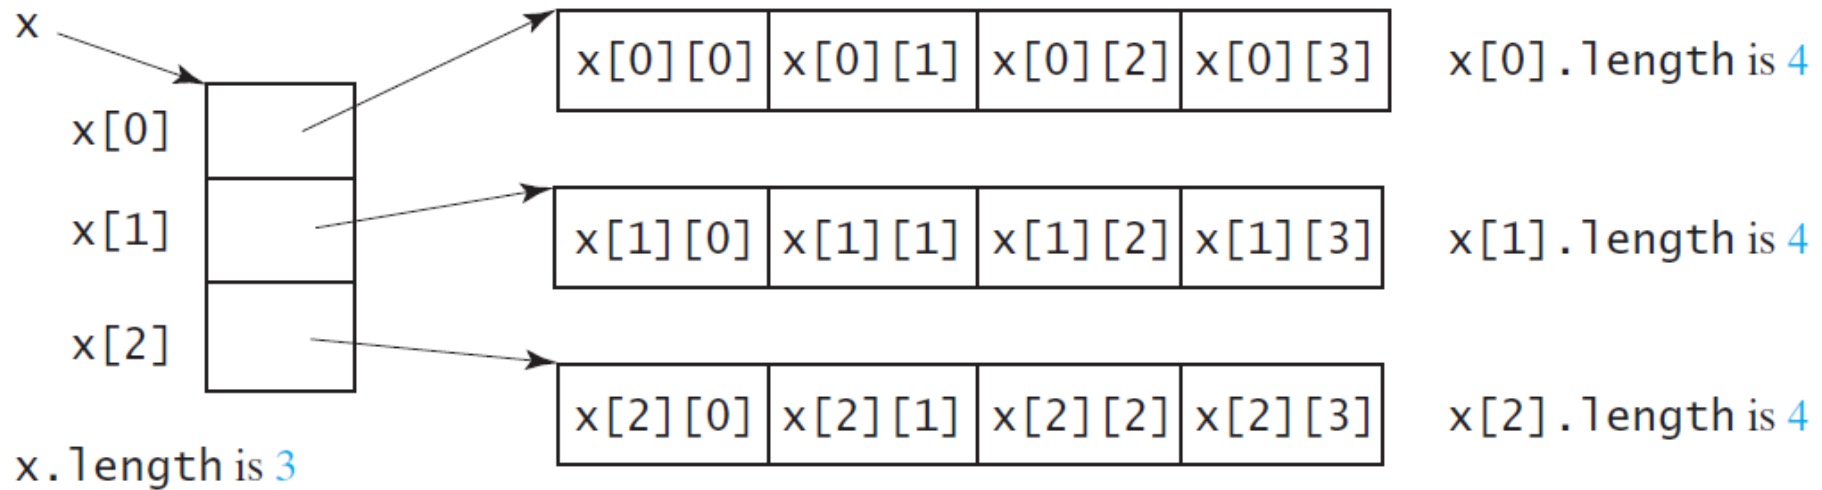 x
x[0][0] x[0][1] x[0][2] x[0][3] x[0].length is 4
x[0]
x[1]
x[1][0] x[1][1] x[1][2] x[1][3] x[1].length is 4
x[2]
x[2][0] x[2][1] x[2][2] x[2][3] x[2].length is 4
x.length is 3